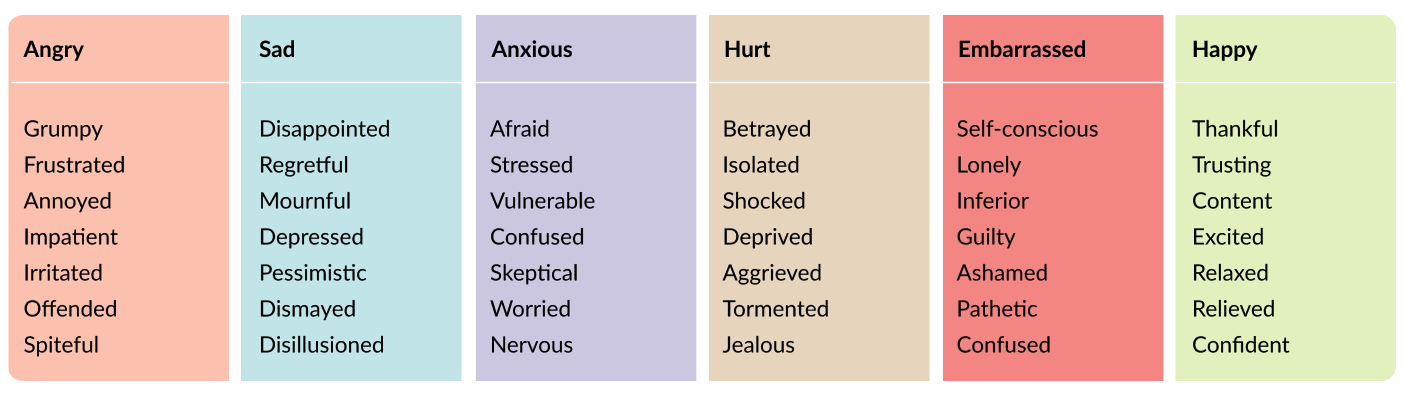 Angry
Grumpy
Frustrated
Annoyed
Impatient
Irritated
Offended
Spiteful
Sad
Disappointed
Regretful
Mournful
Depressed
Pessimistic
Dismayed
Disillusioned
Anxious
Afraid
Stressed
Vulnerable
Confused
Skeptical
Worried
Nervous
Hurt
Betrayed
Isolated
Shocked
Deprived
Aggrieved
Tormented
Jealous
Embarrassed
Self-conscious
Lonely
Inferior
Guilty
Ashamed
Pathetic
Confused
Happy
Thankful
Trusting
Content
Excited
Relaxed
Relieved
Confident